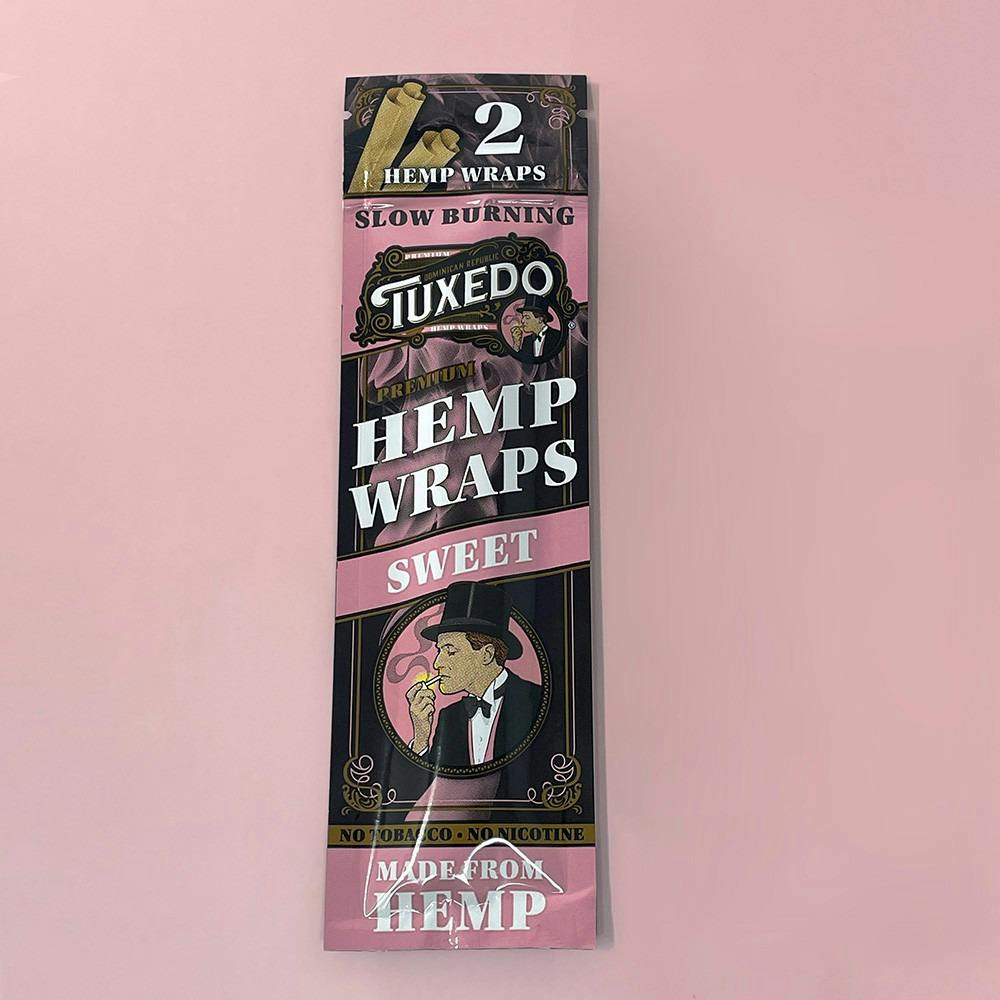 2
HEMP WRAPS
SLOW BURNING
PREMIUM
DOMINICAN REPUBLIC
TUXEDO
HEMP WRAPS
®
PREMIUM
HEMP
WRAPS
SWEET
NO TOBACCO • NO NICOTINE
MADE FROM
HEMP